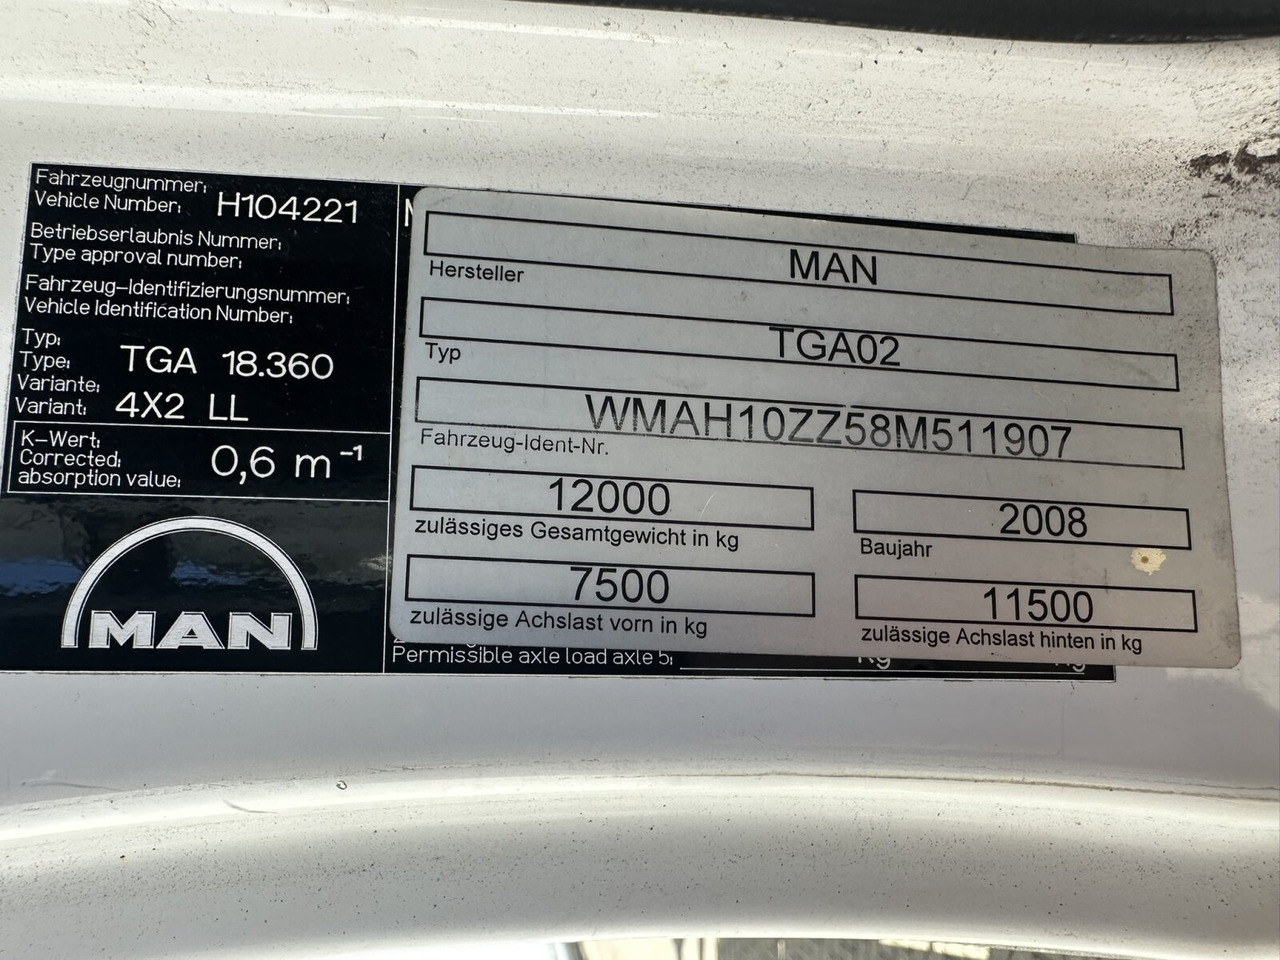 Fahrzeugnummer:
Vehicle Number: H104221
Betriebserlaubnis Nummer:
Type approval number:
Fahrzeug-Identifizierungsnummer:
Vehicle Identification Number:
Typ:
Type: TGA 18.360
Variante:
Variant: 4X2 LL
K-Wert:
Corrected: 0,6 m⁻¹
absorption value:
MAN
MAN
Hersteller
TGA02
Typ
WMAH10ZZ58M511907
Fahrzeug-Ident-Nr.
12000 2008
zulässiges Gesamtgewicht in kg Baujahr
7500 11500
zulässige Achslast vorn in kg zulässige Achslast hinten in kg
Permissible axle load axle 5: